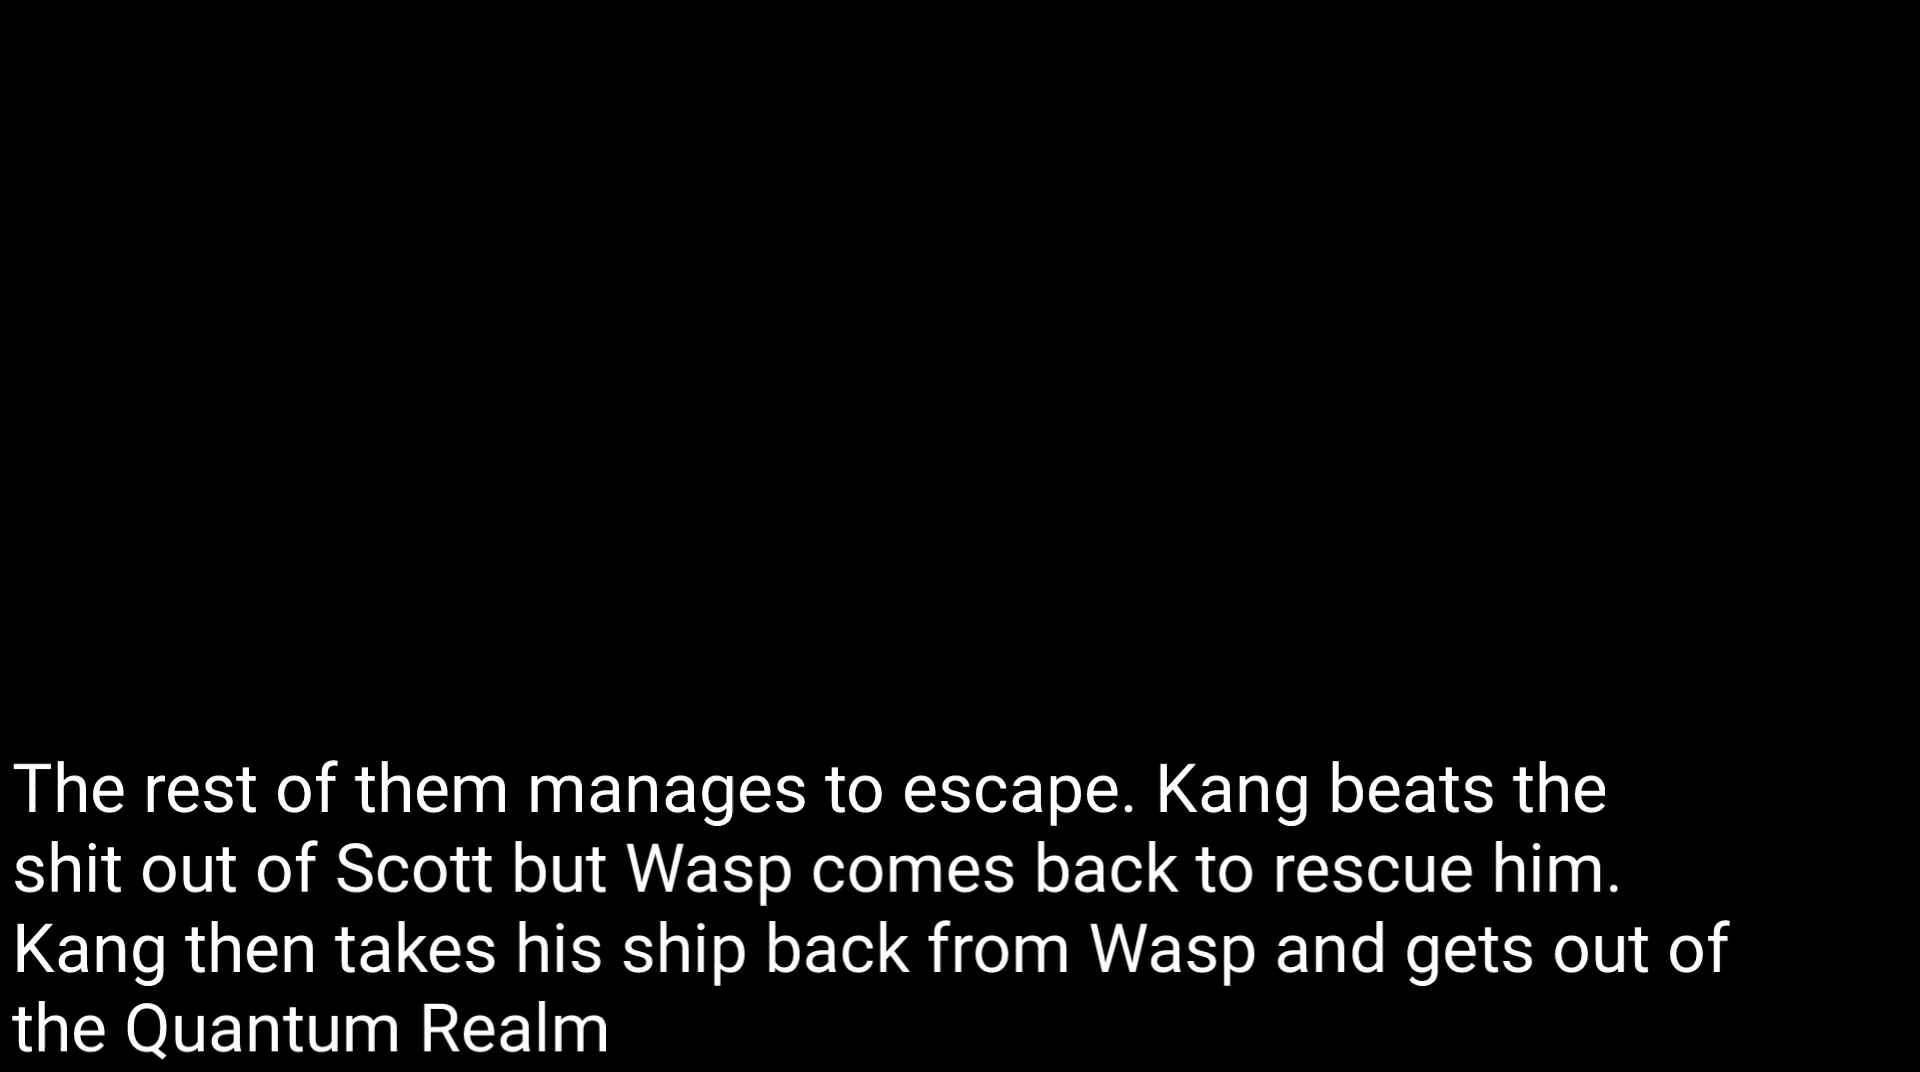 The rest of them manages to escape. Kang beats the
shit out of Scott but Wasp comes back to rescue him.
Kang then takes his ship back from Wasp and gets out of
the Quantum Realm